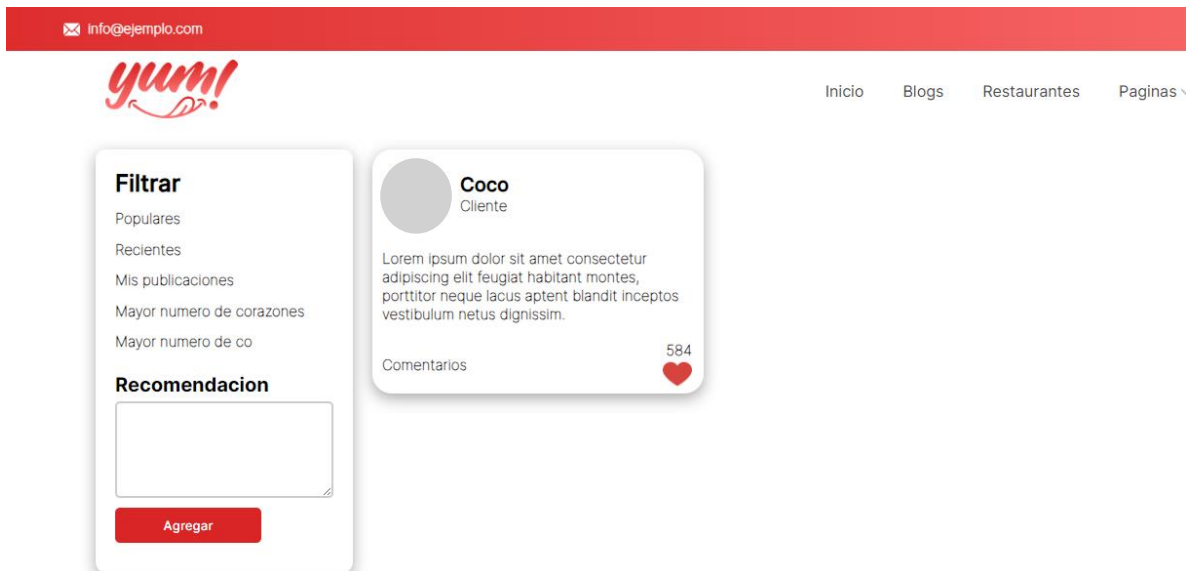 info@ejemplo.com
yum!
Inicio Blogs Restaurantes Paginas
Filtrar
Populares
Recientes
Mis publicaciones
Mayor numero de corazones
Mayor numero de co
Recomendacion
Agregar
Coco
Cliente
Lorem ipsum dolor sit amet consectetur
adipiscing elit feugiat habitant montes,
porttitor neque lacus aptent blandit inceptos
vestibulum netus dignissim.
584
Comentarios